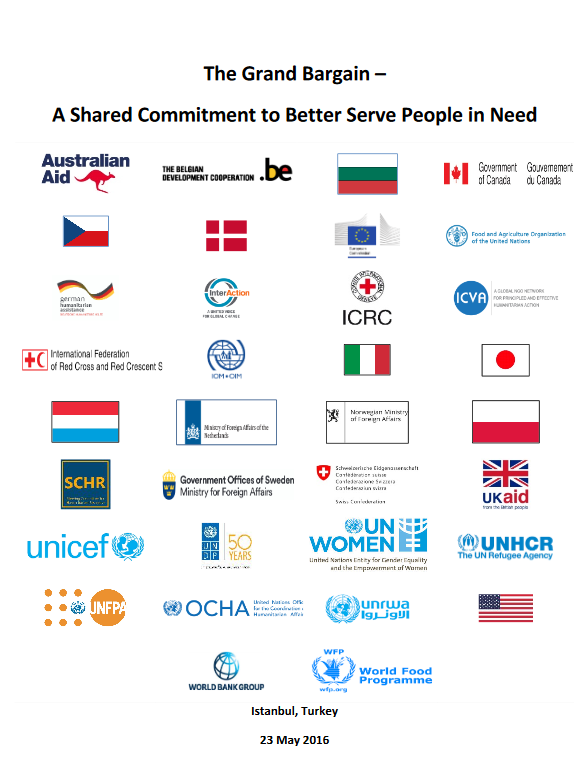 The Grand Bargain –
A Shared Commitment to Better Serve People in Need
Australian
Aid
THE BELGIAN
DEVELOPMENT COOPERATION
.be
Government
of Canada
Gouvernement
du Canada
European
Commission
FAO
Food and Agriculture Organization
of the United Nations
german
humanitarian
assistance
InterAction
A UNITED VOICE
FOR GLOBAL CHANGE
ICRC
ICVA
A GLOBAL NGO NETWORK
FOR PRINCIPLED AND EFFECTIVE
HUMANITARIAN ACTION
International Federation
of Red Cross and Red Crescent S
IOM • OIM
Ministry of Foreign Affairs of the
Netherlands
Norwegian Ministry
of Foreign Affairs
SCHR
Government Offices of Sweden
Ministry for Foreign Affairs
Schweizerische Eidgenossenschaft
Confédération suisse
Confederazione Svizzera
Confederaziun svizra
Swiss Confederation
UKaid
from the British people
unicef
UN
DP
50
YEARS
UN
WOMEN
United Nations Entity for Gender Equality
and the Empowerment of Women
UNHCR
The UN Refugee Agency
UNFPA
OCHA
United Nations Offic
for the Coordination o
Humanitarian Affair
unrwa
الأونروا
WORLD BANK GROUP
WFP
wfp.org
World Food
Programme
Istanbul, Turkey
23 May 2016